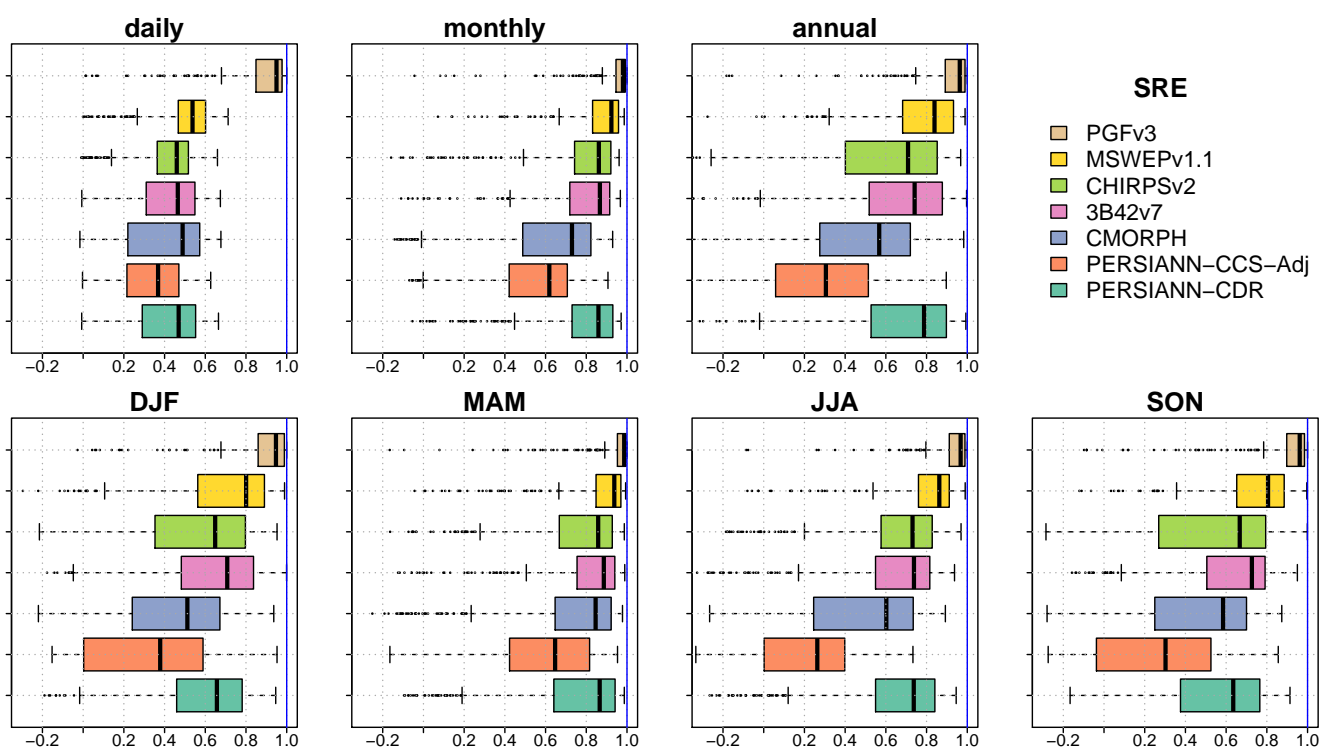 daily
monthly
annual
−0.2 0.2 0.4 0.6 0.8 1.0
−0.2 0.2 0.4 0.6 0.8 1.0
−0.2 0.2 0.4 0.6 0.8 1.0
SRE
PGFv3
MSWEPv1.1
CHIRPSv2
3B42v7
CMORPH
PERSIANN−CCS−Adj
PERSIANN−CDR
DJF
MAM
JJA
SON
−0.2 0.2 0.4 0.6 0.8 1.0
−0.2 0.2 0.4 0.6 0.8 1.0
−0.2 0.2 0.4 0.6 0.8 1.0
−0.2 0.2 0.4 0.6 0.8 1.0